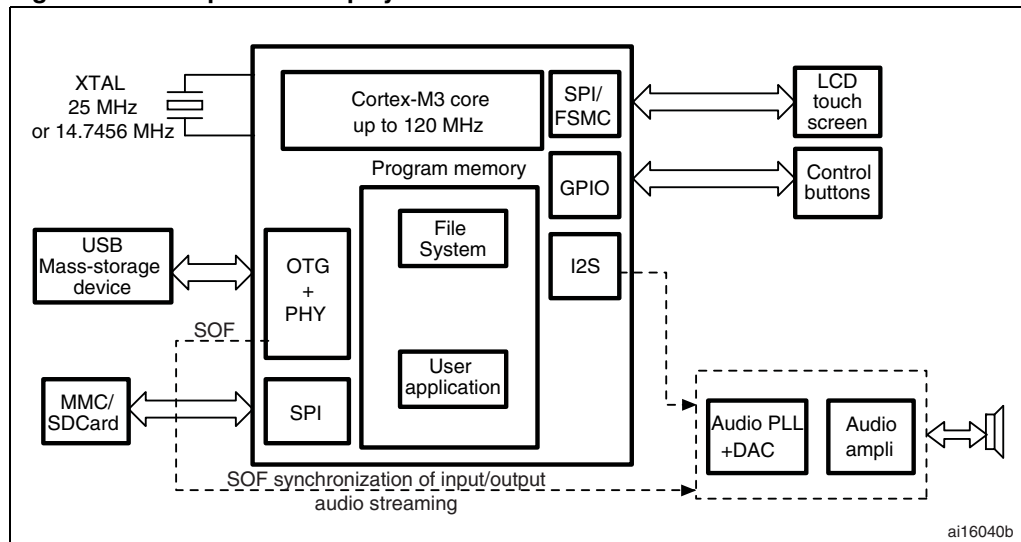 XTAL
25 MHz
or 14.7456 MHz
Cortex-M3 core
up to 120 MHz
SPI/
FSMC
LCD
touch
screen
Program memory
GPIO
Control
buttons
File
System
I2S
USB
Mass-storage
device
OTG
+
PHY
SOF
User
application
MMC/
SDCard
SPI
Audio PLL
+DAC
Audio
ampli
SOF synchronization of input/output
audio streaming
ai16040b